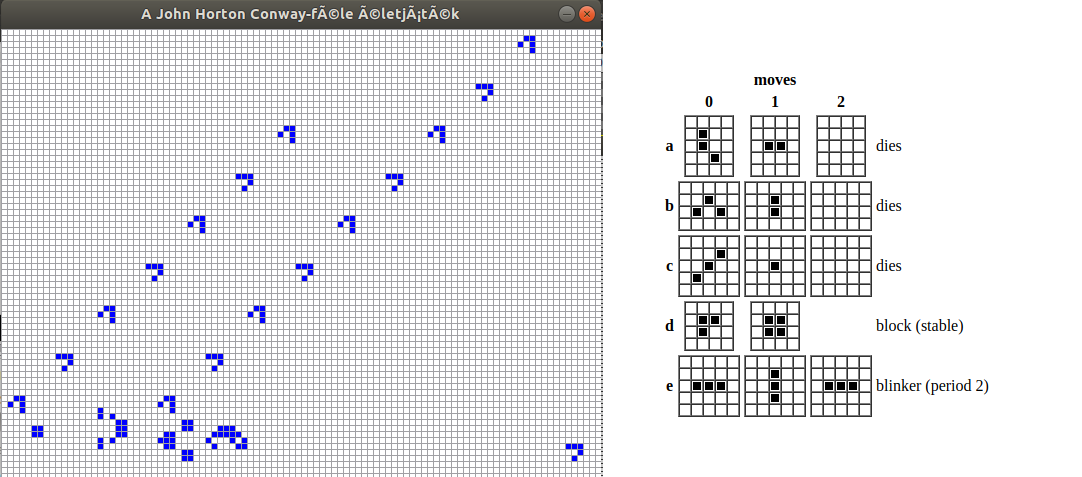 A John Horton Conway-fÃ©le Ã©letjÃ¡tÃ©k
moves
0 1 2
a dies
b dies
c dies
d block (stable)
e blinker (period 2)